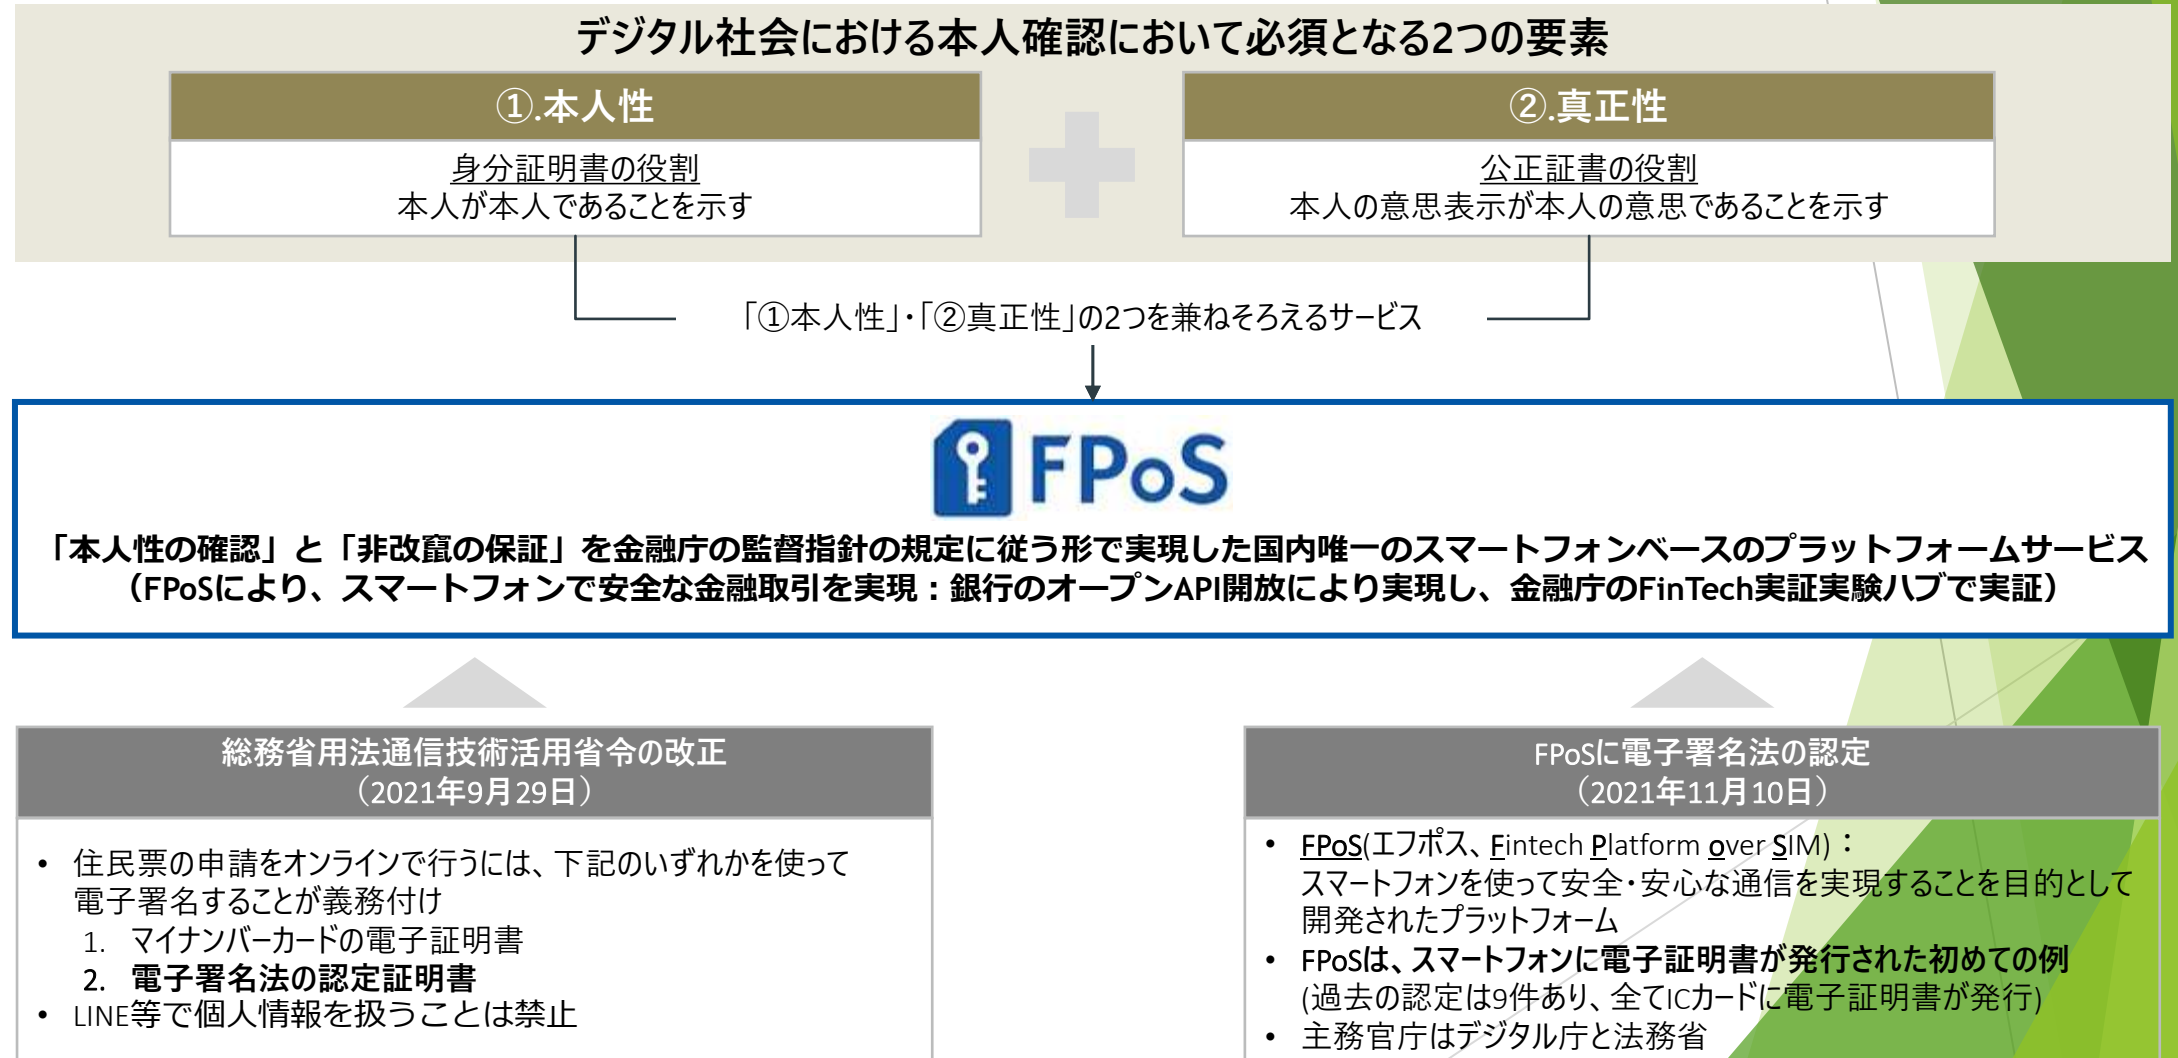 デジタル社会における本人確認において必須となる2つの要素
①.本人性
身分証明書の役割
本人が本人であることを示す
②.真正性
公正証書の役割
本人の意思表示が本人の意思であることを示す
「①本人性」・「②真正性」の2つを兼ねそろえるサービス
FPoS
「本人性の確認」と「非改竄の保証」を金融庁の監督指針の規定に従う形で実現した国内唯一のスマートフォンベースのプラットフォームサービス
（FPoSにより、スマートフォンで安全な金融取引を実現：銀行のオープンAPI開放により実現し、金融庁のFinTech実証実験ハブで実証）
総務省用法通信技術活用省令の改正
（2021年9月29日）
• 住民票の申請をオンラインで行うには、下記のいずれかを使って
電子署名することが義務付け
1. マイナンバーカードの電子証明書
2. 電子署名法の認定証明書
• LINE等で個人情報を扱うことは禁止
FPoSに電子署名法の認定
（2021年11月10日）
• FPoS(エフポス、Fintech Platform over SIM)：
スマートフォンを使って安全・安心な通信を実現することを目的として
開発されたプラットフォーム
• FPoSは、スマートフォンに電子証明書が発行された初めての例
(過去の認定は9件あり、全てICカードに電子証明書が発行)
• 主務官庁はデジタル庁と法務省